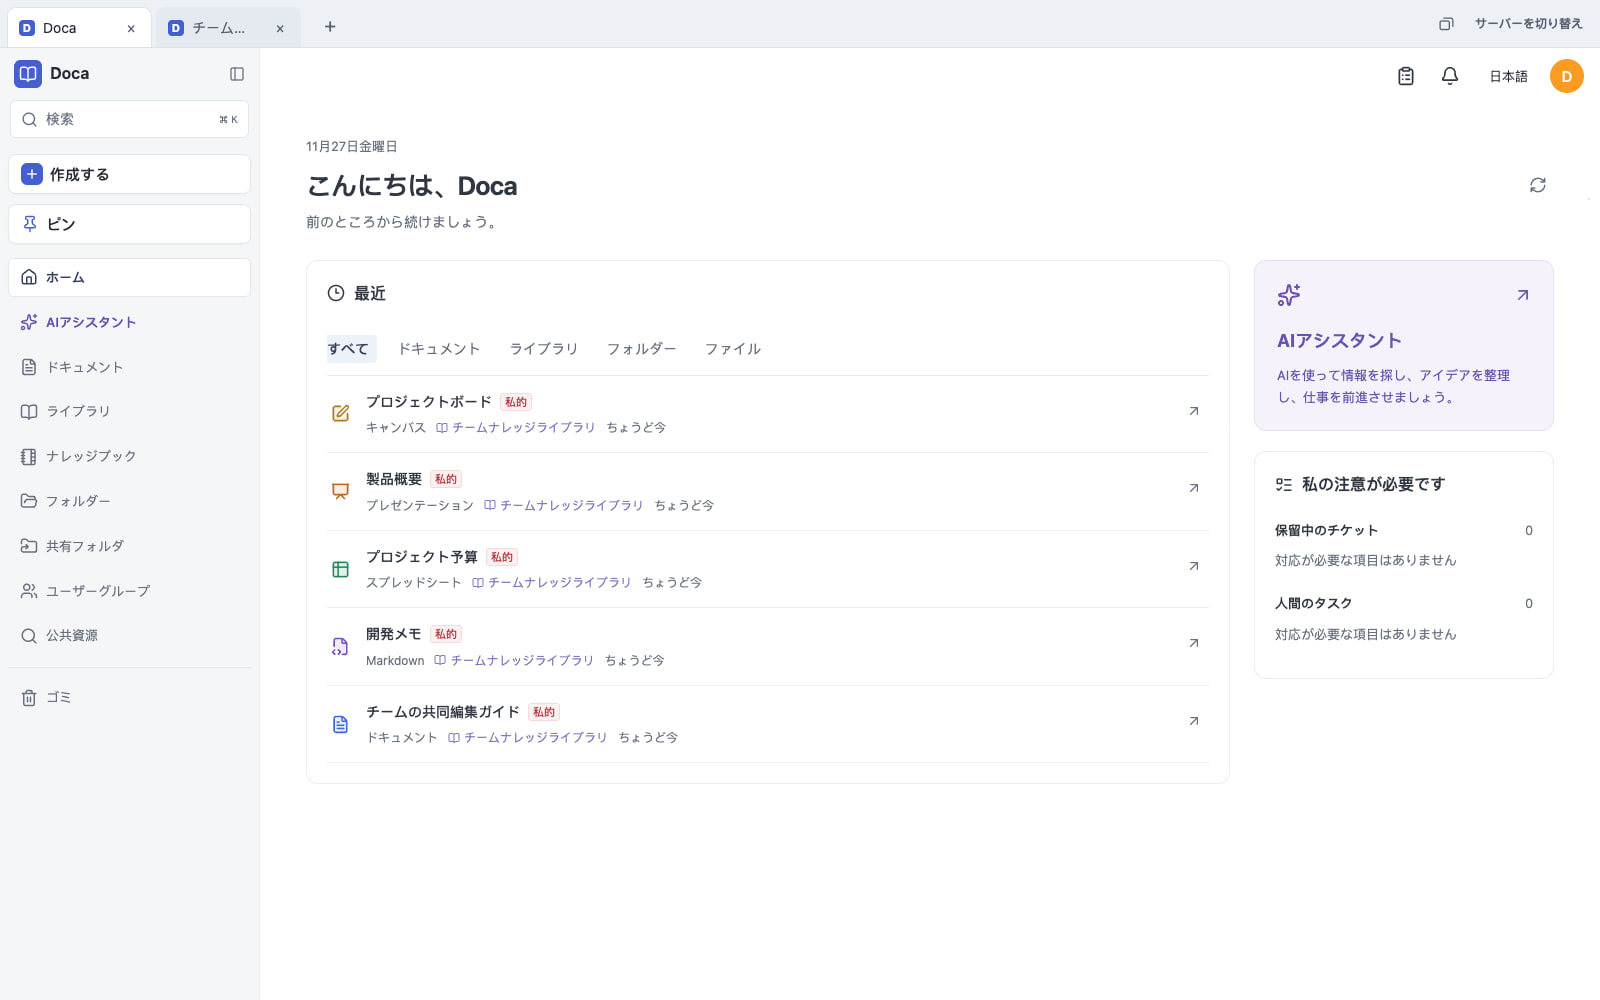 Doca
チーム...
サーバーを切り替え
Doca
検索
⌘ K
作成する
ピン
ホーム
AIアシスタント
ドキュメント
ライブラリ
ナレッジブック
フォルダー
共有フォルダ
ユーザーグループ
公共資源
ゴミ
日本語
D
11月27日金曜日
こんにちは、Doca
前のところから続けましょう。
最近
すべて ドキュメント ライブラリ フォルダー ファイル
プロジェクトボード 私的
キャンバス チームナレッジライブラリ ちょうど今
製品概要 私的
プレゼンテーション チームナレッジライブラリ ちょうど今
プロジェクト予算 私的
スプレッドシート チームナレッジライブラリ ちょうど今
開発メモ 私的
Markdown チームナレッジライブラリ ちょうど今
チームの共同編集ガイド 私的
ドキュメント チームナレッジライブラリ ちょうど今
AIアシスタント
AIを使って情報を探し、アイデアを整理
し、仕事を前進させましょう。
私の注意が必要です
保留中のチケット 0
対応が必要な項目はありません
人間のタスク 0
対応が必要な項目はありません